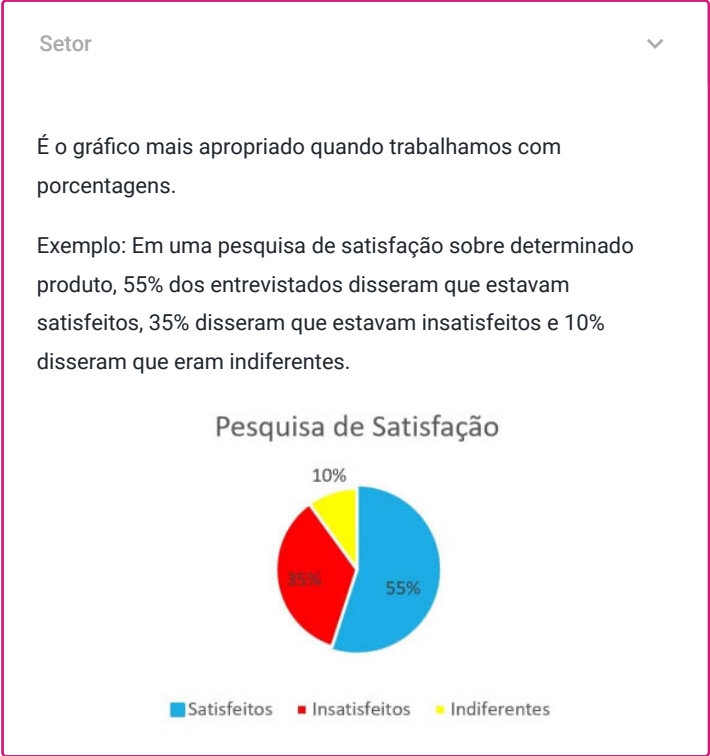 Setor
É o gráfico mais apropriado quando trabalhamos com
porcentagens.
Exemplo: Em uma pesquisa de satisfação sobre determinado
produto, 55% dos entrevistados disseram que estavam
satisfeitos, 35% disseram que estavam insatisfeitos e 10%
disseram que eram indiferentes.
Pesquisa de Satisfação
10%
35%
55%
Satisfeitos Insatisfeitos Indiferentes